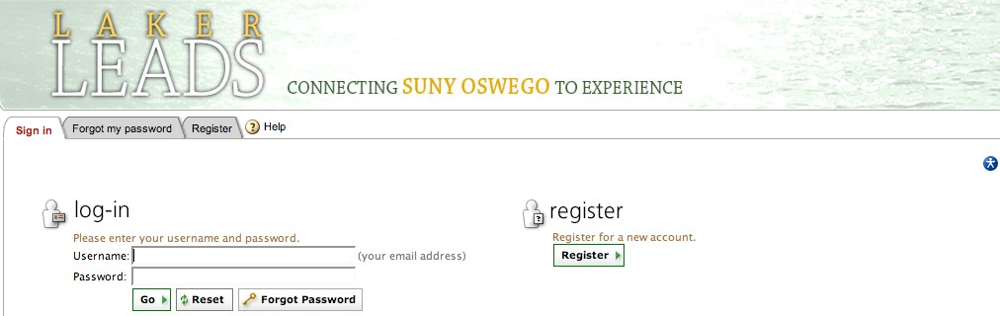 LAKER
LEADS
CONNECTING SUNY OSWEGO TO EXPERIENCE
Sign in Forgot my password Register ? Help
log-in
Please enter your username and password.
Username: (your email address)
Password:
Go Reset Forgot Password
? register
Register for a new account.
Register